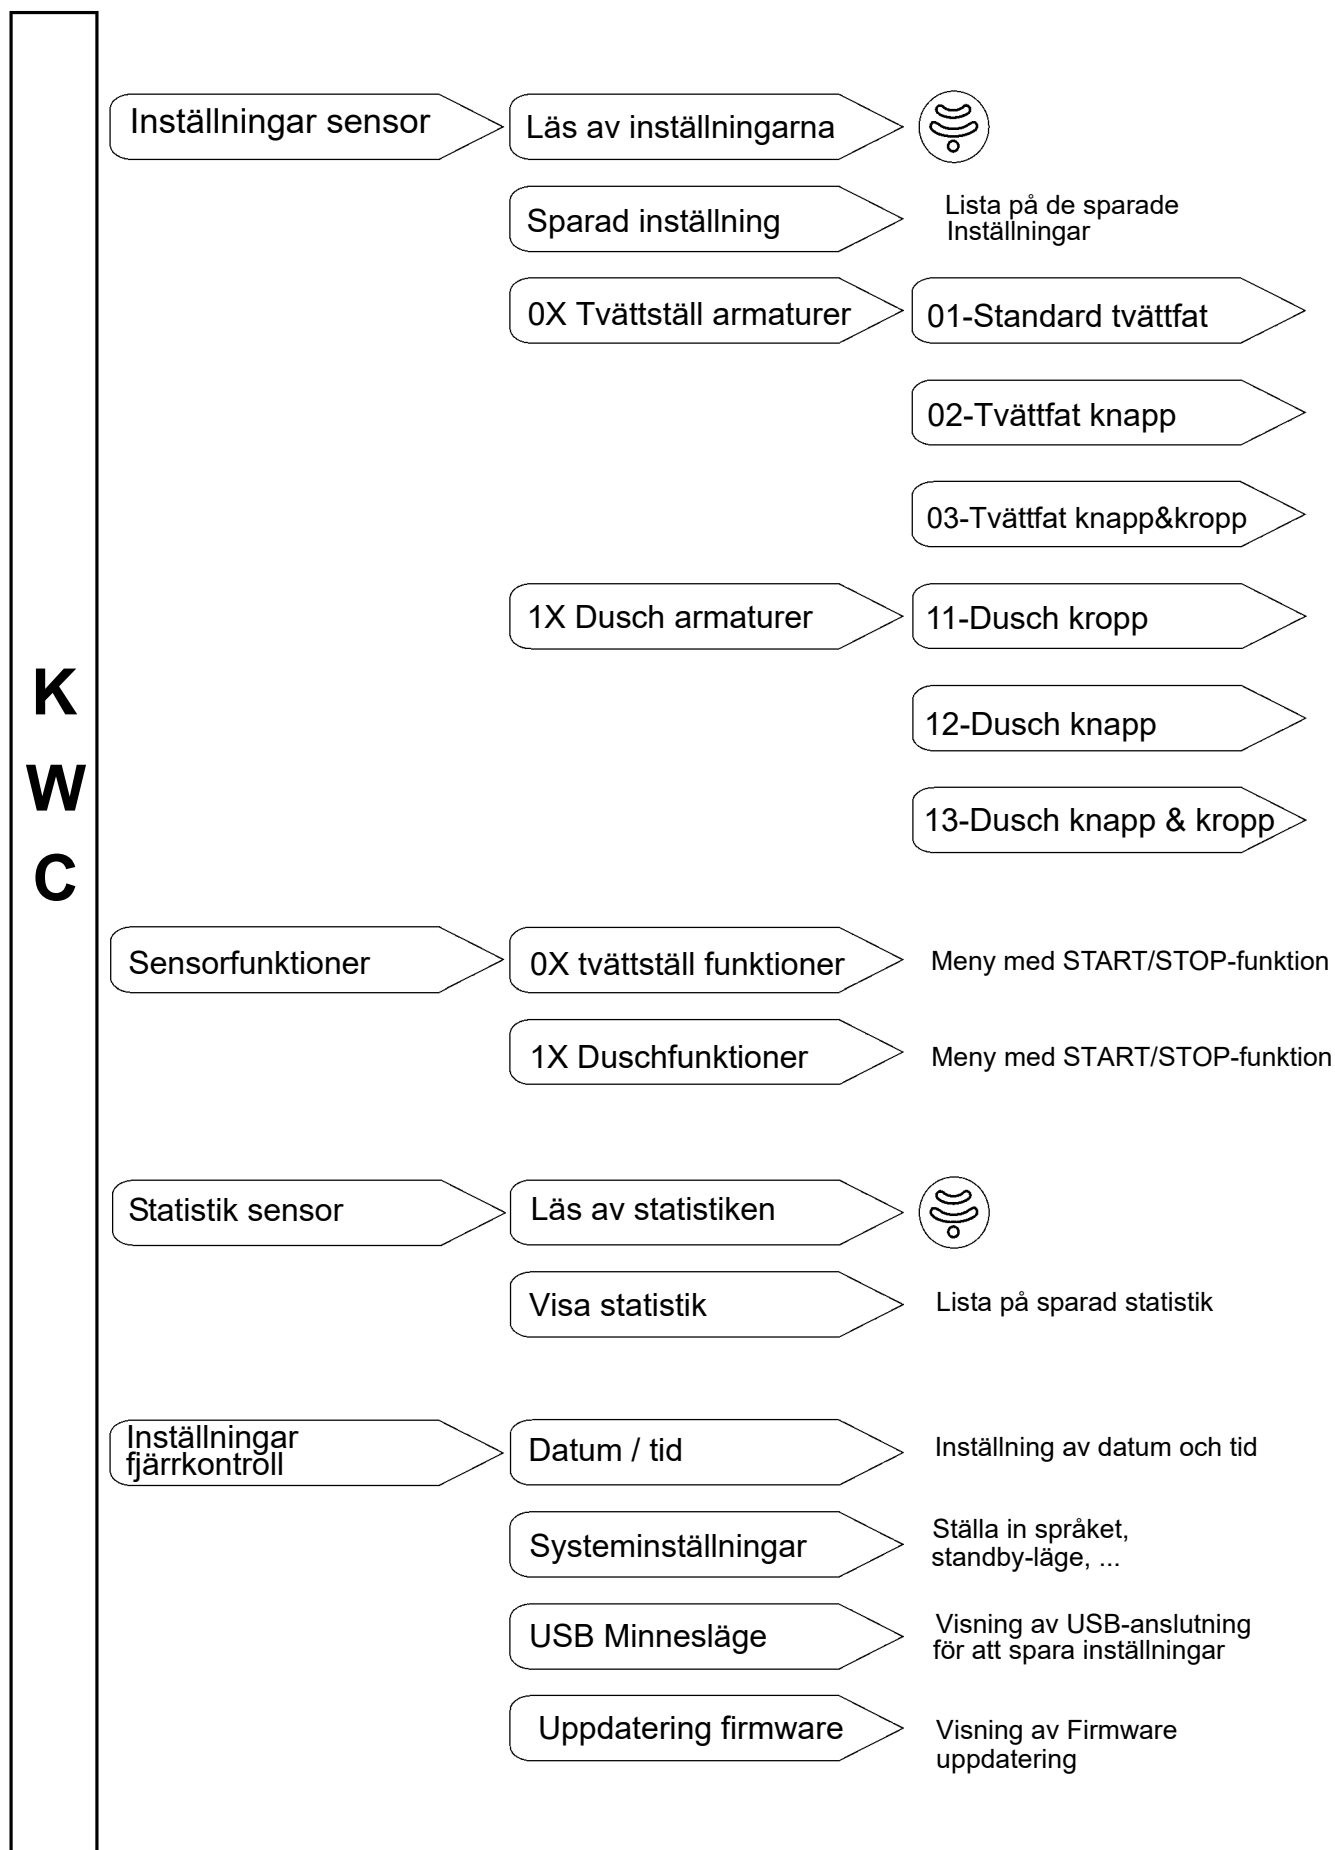 K
W
C
Inställningar sensor
Läs av inställningarna
Sparad inställning
Lista på de sparade
Inställningar
0X Tvättställ armaturer
01-Standard tvättfat
02-Tvättfat knapp
03-Tvättfat knapp&kropp
1X Dusch armaturer
11-Dusch kropp
12-Dusch knapp
13-Dusch knapp & kropp
Sensorfunktioner
0X tvättställ funktioner
Meny med START/STOP-funktion
1X Duschfunktioner
Meny med START/STOP-funktion
Statistik sensor
Läs av statistiken
Visa statistik
Lista på sparad statistik
Inställningar
fjärrkontroll
Datum / tid
Inställning av datum och tid
Systeminställningar
Ställa in språket,
standby-läge, ...
USB Minnesläge
Visning av USB-anslutning
för att spara inställningar
Uppdatering firmware
Visning av Firmware
uppdatering